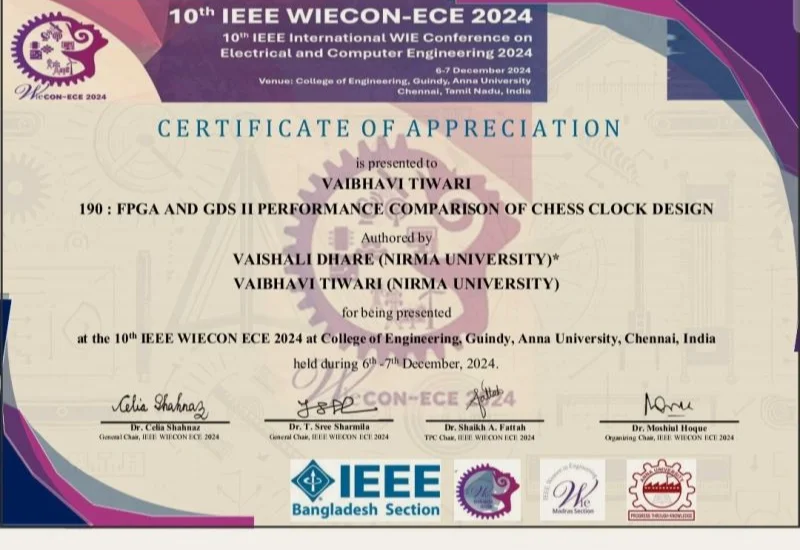 10th IEEE WIECON-ECE 2024
10th IEEE International WIE Conference on
Electrical and Computer Engineering 2024
6-7 December 2024
Venue: College of Engineering, Guindy, Anna University
Chennai, Tamil Nadu, India
WIECON-ECE 2024
CERTIFICATE OF APPRECIATION
is presented to
VAIBHAVI TIWARI
190 : FPGA AND GDS II PERFORMANCE COMPARISON OF CHESS CLOCK DESIGN
Authored by
VAISHALI DHARE (NIRMA UNIVERSITY)*
VAIBHAVI TIWARI (NIRMA UNIVERSITY)
for being presented
at the 10th IEEE WIECON ECE 2024 at College of Engineering, Guindy, Anna University, Chennai, India
held during 6th -7th December, 2024.
Celia Shahnaz
Dr. Celia Shahnaz
General Chair, IEEE WIECON ECE 2024
Dr. T. Sree Sharmila
General Chair, IEEE WIECON ECE 2024
Fattah
Dr. Shaikh A. Fattah
TPC Chair, IEEE WIECON ECE 2024
Dr. Moshiul Hoque
Organizing Chair, IEEE WIECON ECE 2024
IEEE
Bangladesh Section
IEEE Women in Engineering
WIE
Madras Section
ANNA UNIVERSITY
PROGRESS THROUGH KNOWLEDGE